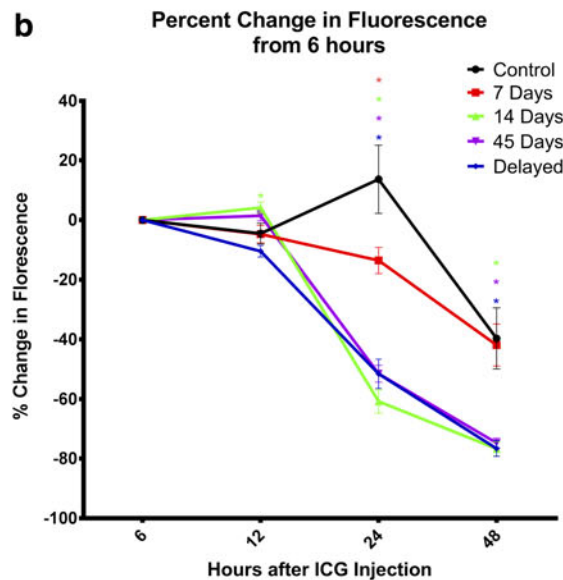 b
Percent Change in Fluorescence
from 6 hours
Control
7 Days
14 Days
45 Days
Delayed
% Change in Florescence
40
20
0
-20
-40
-60
-80
-100
* * * *
*
* * *
6
12
24
48
Hours after ICG Injection